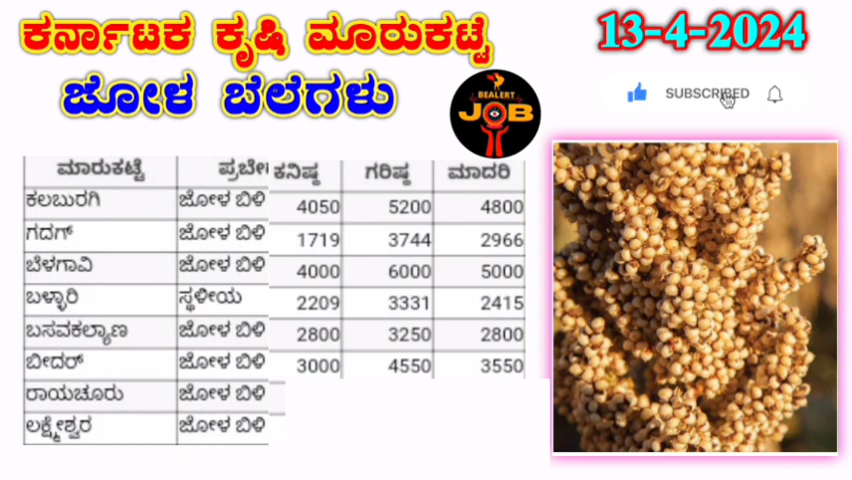 ಕರ್ನಾಟಕ ಕೃಷಿ ಮಾರುಕಟ್ಟೆ
13-4-2024
ಜೋಳ ಬೆಲೆಗಳು
BEALERT
JOB
SUBSCRIBED
ಮಾರುಕಟ್ಟೆ ಕನಿಷ್ಠ ಗರಿಷ್ಠ ಮಾದರಿ
ಕಲಬುರಗಿ ಜೋಳ ಬಿಳಿ 4050 5200 4800
ಗದಗ್ ಜೋಳ ಬಿಳಿ 1719 3744 2966
ಬೆಳಗಾವಿ ಜೋಳ ಬಿಳಿ 4000 6000 5000
ಬಳ್ಳಾರಿ ಸ್ಥಳೀಯ 2209 3331 2415
ಬಸವಕಲ್ಯಾಣ ಜೋಳ ಬಿಳಿ 2800 3250 2800
ಬೀದರ್ ಜೋಳ ಬಿಳಿ 3000 4550 3550
ರಾಯಚೂರು ಜೋಳ ಬಿಳಿ
ಲಕ್ಷ್ಮೇಶ್ವರ ಜೋಳ ಬಿಳಿ